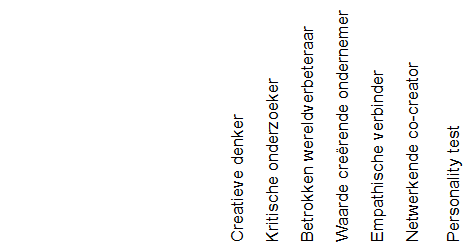 Creatieve denker
Kritische onderzoeker
Betrokken wereldverbeteraar
Waarde creërende ondernemer
Empathische verbinder
Netwerkende co-creator
Personality test